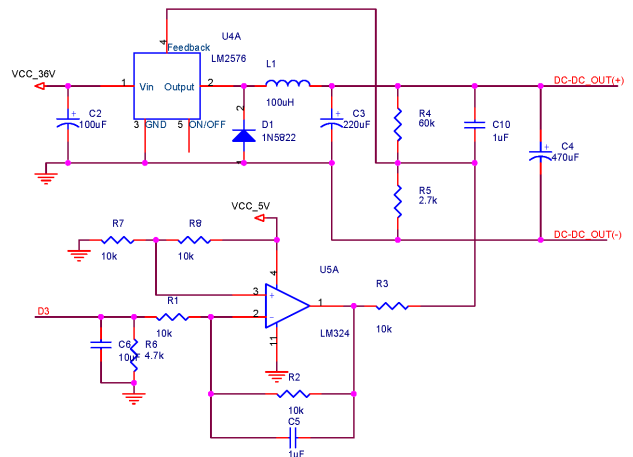 U4A
4
Feedback
LM2576
L1
VCC_36V
1
Vin
Output
2
DC-DC_OUT(+)
100uH
C2
100uF
2
C3
220uF
R4
60k
C10
1uF
3
GND
5
ON/OFF
D1
1N5822
C4
470uF
1
R5
2.7k
VCC_5V
R7
R8
DC-DC_OUT(-)
10k
10k
4
U5A
3
+
R3
R1
1
D3
2
-
10k
LM324
10k
C6
10uF
R6
4.7k
11
R2
10k
C5
1uF